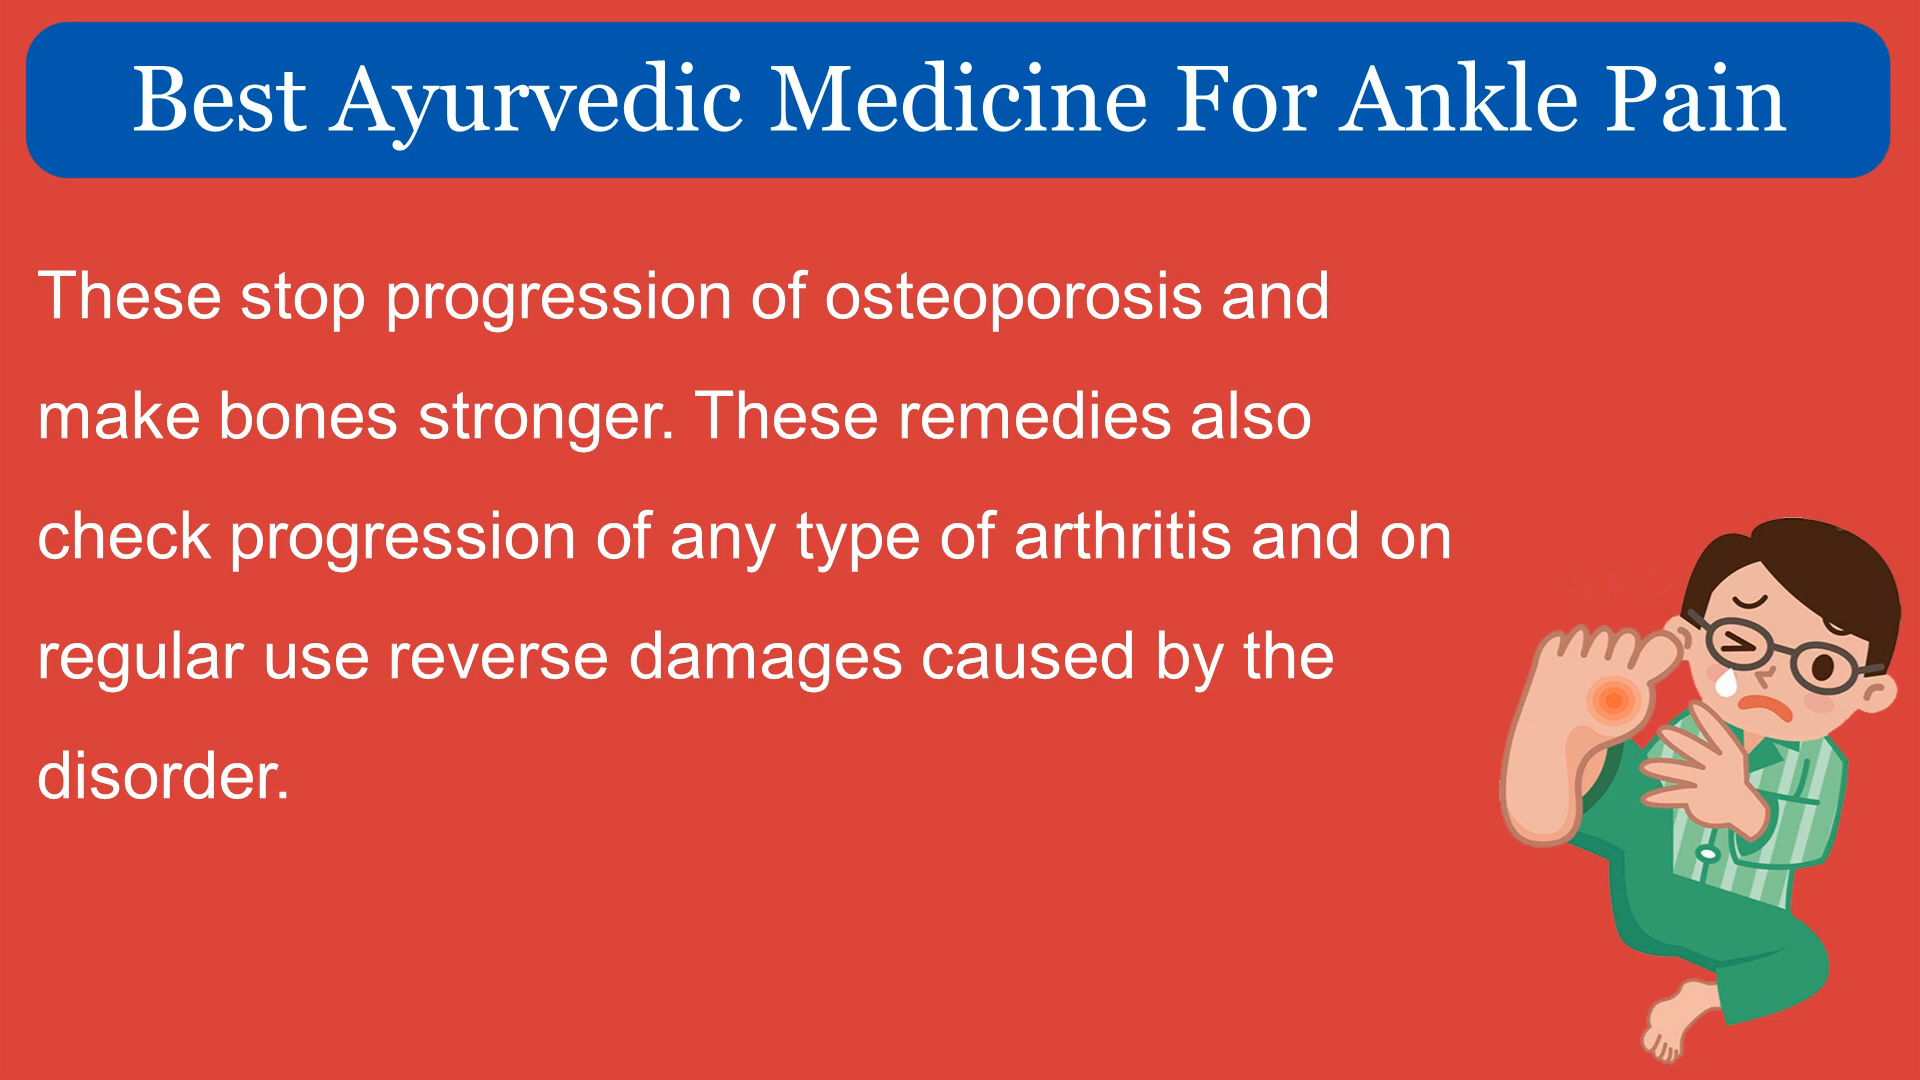 Best Ayurvedic Medicine For Ankle Pain
These stop progression of osteoporosis and
make bones stronger. These remedies also
check progression of any type of arthritis and on
regular use reverse damages caused by the
disorder.